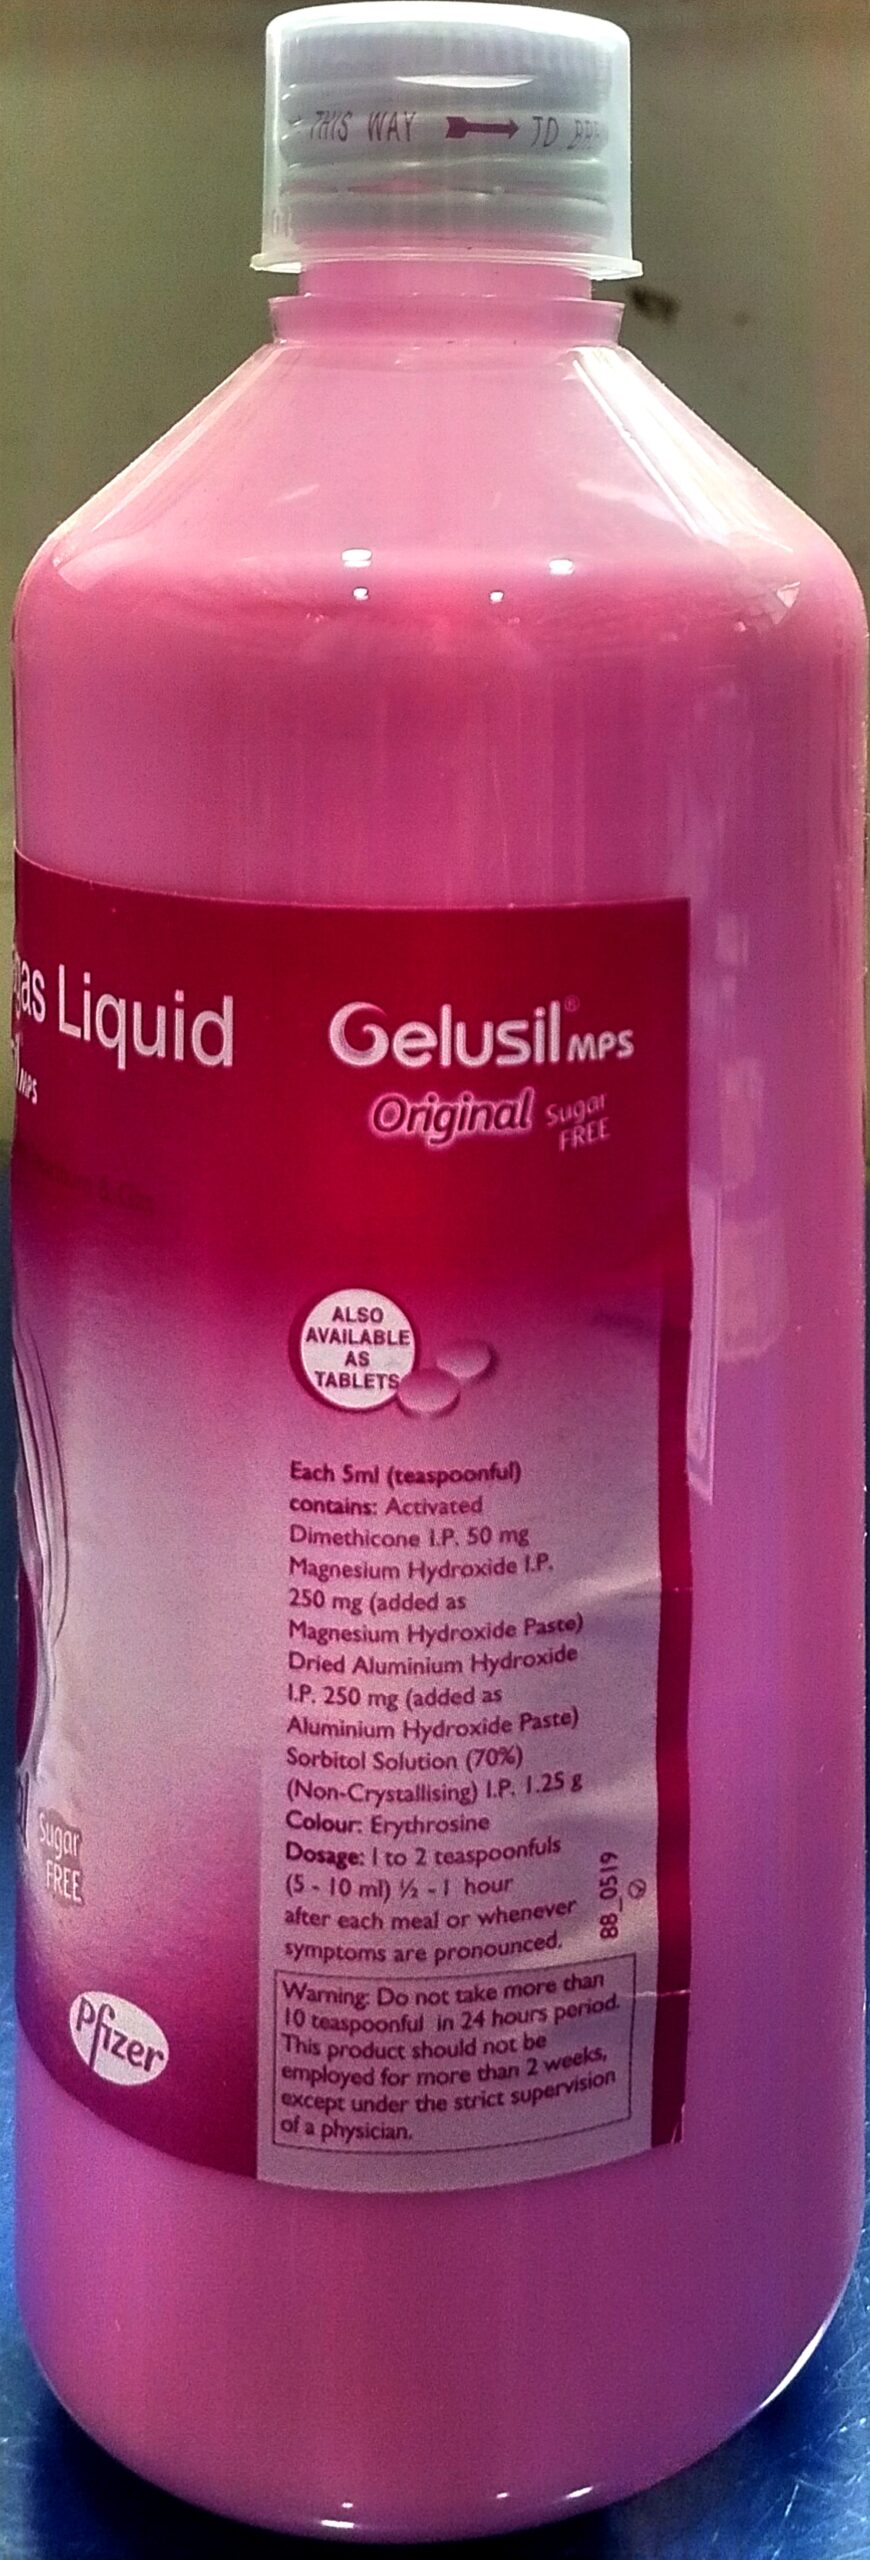 THIS WAY TO
gas Liquid
MPS
Gelusil® MPS
Original Sugar
FREE
ALSO
AVAILABLE
AS
TABLETS
Each 5ml (teaspoonful)
contains: Activated
Dimethicone I.P. 50 mg
Magnesium Hydroxide I.P.
250 mg (added as
Magnesium Hydroxide Paste)
Dried Aluminium Hydroxide
I.P. 250 mg (added as
Aluminium Hydroxide Paste)
Sorbitol Solution (70%)
(Non-Crystallising) I.P. 1.25 g
Colour: Erythrosine
Dosage: 1 to 2 teaspoonfuls
(5 - 10 ml) ½ - 1 hour
after each meal or whenever
symptoms are pronounced.
88_0519
Warning: Do not take more than
10 teaspoonful in 24 hours period.
This product should not be
employed for more than 2 weeks,
except under the strict supervision
of a physician.
Sugar
FREE
Pfizer